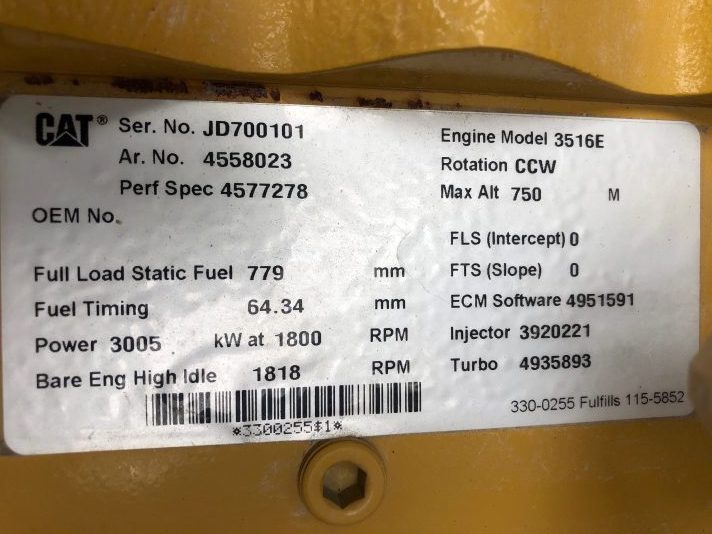 CAT® Ser. No. JD700101
Ar. No. 4558023
Perf Spec 4577278
OEM No.
Full Load Static Fuel 779 mm
Fuel Timing 64.34 mm
Power 3005 kW at 1800 RPM
Bare Eng High Idle 1818 RPM
*3300255$1*
Engine Model 3516E
Rotation CCW
Max Alt 750 M
FLS (Intercept) 0
FTS (Slope) 0
ECM Software 4951591
Injector 3920221
Turbo 4935893
330-0255 Fulfills 115-5852